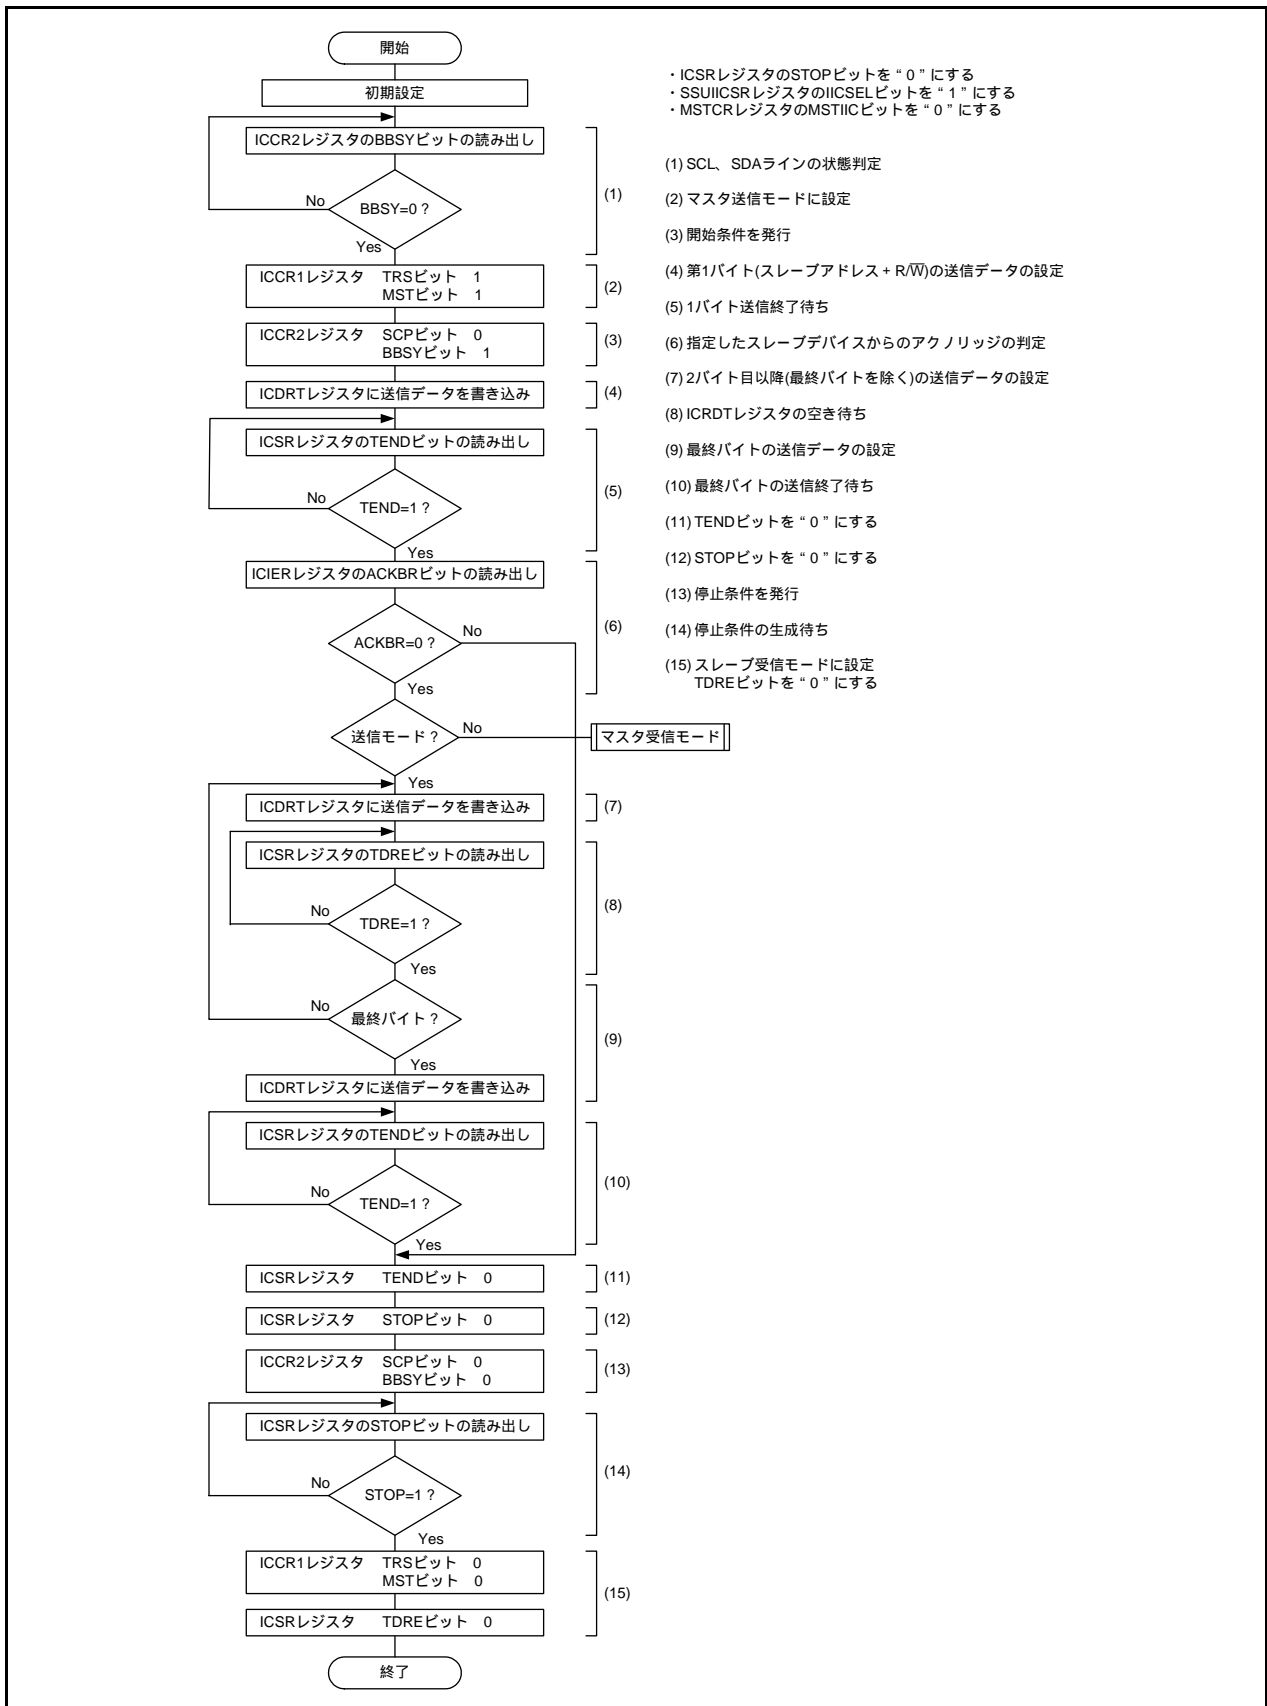 開始
初期設定
・ICSRレジスタのSTOPビットを“0”にする
・SSUIICSRレジスタのIICSELビットを“1”にする
・MSTCRレジスタのMSTIICビットを“0”にする
ICCR2レジスタのBBSYビットの読み出し
No
BBSY=0 ?
Yes
(1)
ICCR1レジスタ TRSビット 1
MSTビット 1
(2)
ICCR2レジスタ SCPビット 0
BBSYビット 1
(3)
ICDRTレジスタに送信データを書き込み
(4)
ICSRレジスタのTENDビットの読み出し
No
TEND=1 ?
Yes
(5)
ICIERレジスタのACKBRビットの読み出し
ACKBR=0 ?
No
Yes
(6)
送信モード ?
No
マスタ受信モード
Yes
ICDRTレジスタに送信データを書き込み
(7)
ICSRレジスタのTDREビットの読み出し
No
TDRE=1 ?
Yes
(8)
No
最終バイト ?
Yes
ICDRTレジスタに送信データを書き込み
(9)
ICSRレジスタのTENDビットの読み出し
No
TEND=1 ?
Yes
(10)
ICSRレジスタ TENDビット 0
(11)
ICSRレジスタ STOPビット 0
(12)
ICCR2レジスタ SCPビット 0
BBSYビット 0
(13)
ICSRレジスタのSTOPビットの読み出し
No
STOP=1 ?
Yes
(14)
ICCR1レジスタ TRSビット 0
MSTビット 0
ICSRレジスタ TDREビット 0
(15)
終了
(1) SCL、SDAラインの状態判定
(2) マスタ送信モードに設定
(3) 開始条件を発行
(4) 第1バイト(スレーブアドレス + R/W̅)の送信データの設定
(5) 1バイト送信終了待ち
(6) 指定したスレーブデバイスからのアクノリッジの判定
(7) 2バイト目以降(最終バイトを除く)の送信データの設定
(8) ICRDTレジスタの空き待ち
(9) 最終バイトの送信データの設定
(10) 最終バイトの送信終了待ち
(11) TENDビットを“0”にする
(12) STOPビットを“0”にする
(13) 停止条件を発行
(14) 停止条件の生成待ち
(15) スレーブ受信モードに設定
TDREビットを“0”にする